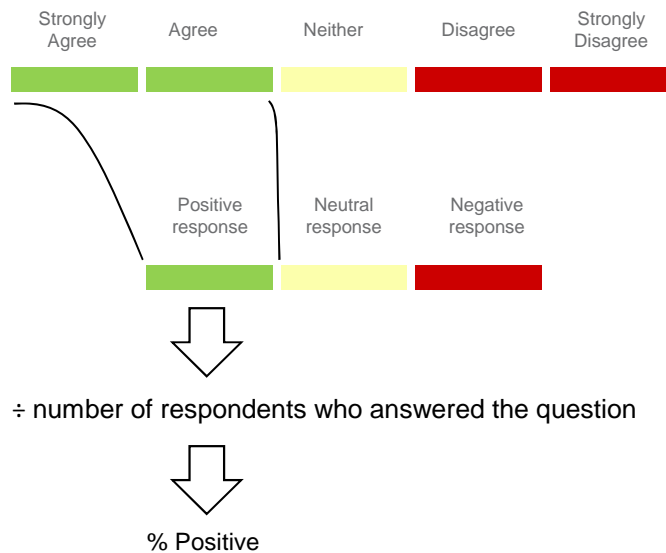 Strongly
Agree
Agree
Neither
Disagree
Strongly
Disagree
Positive
response
Neutral
response
Negative
response
÷ number of respondents who answered the question
% Positive